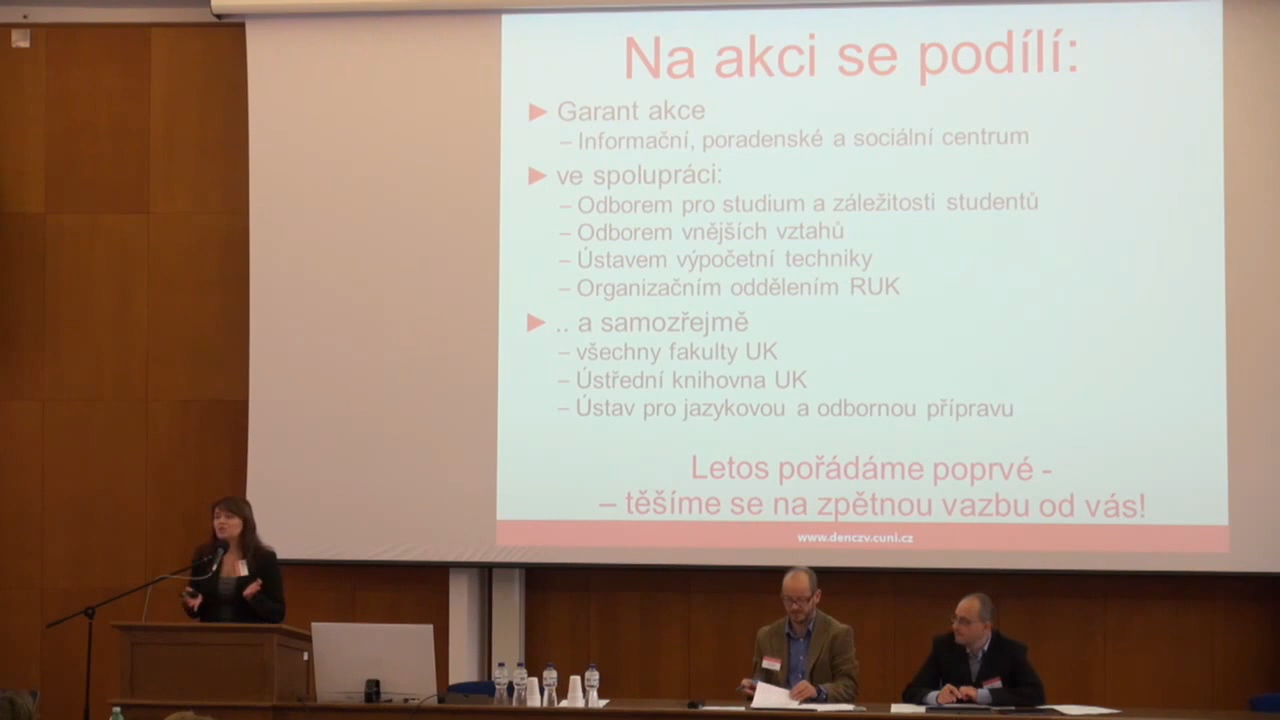 Na akci se podílí:
► Garant akce
– Informační, poradenské a sociální centrum
► ve spolupráci:
– Odborem pro studium a záležitosti studentů
– Odborem vnějších vztahů
– Ústavem výpočetní techniky
– Organizačním oddělením RUK
► .. a samozřejmě
– všechny fakulty UK
– Ústřední knihovna UK
– Ústav pro jazykovou a odbornou přípravu
Letos pořádáme poprvé -
– těšíme se na zpětnou vazbu od vás!
www.denczv.cuni.cz